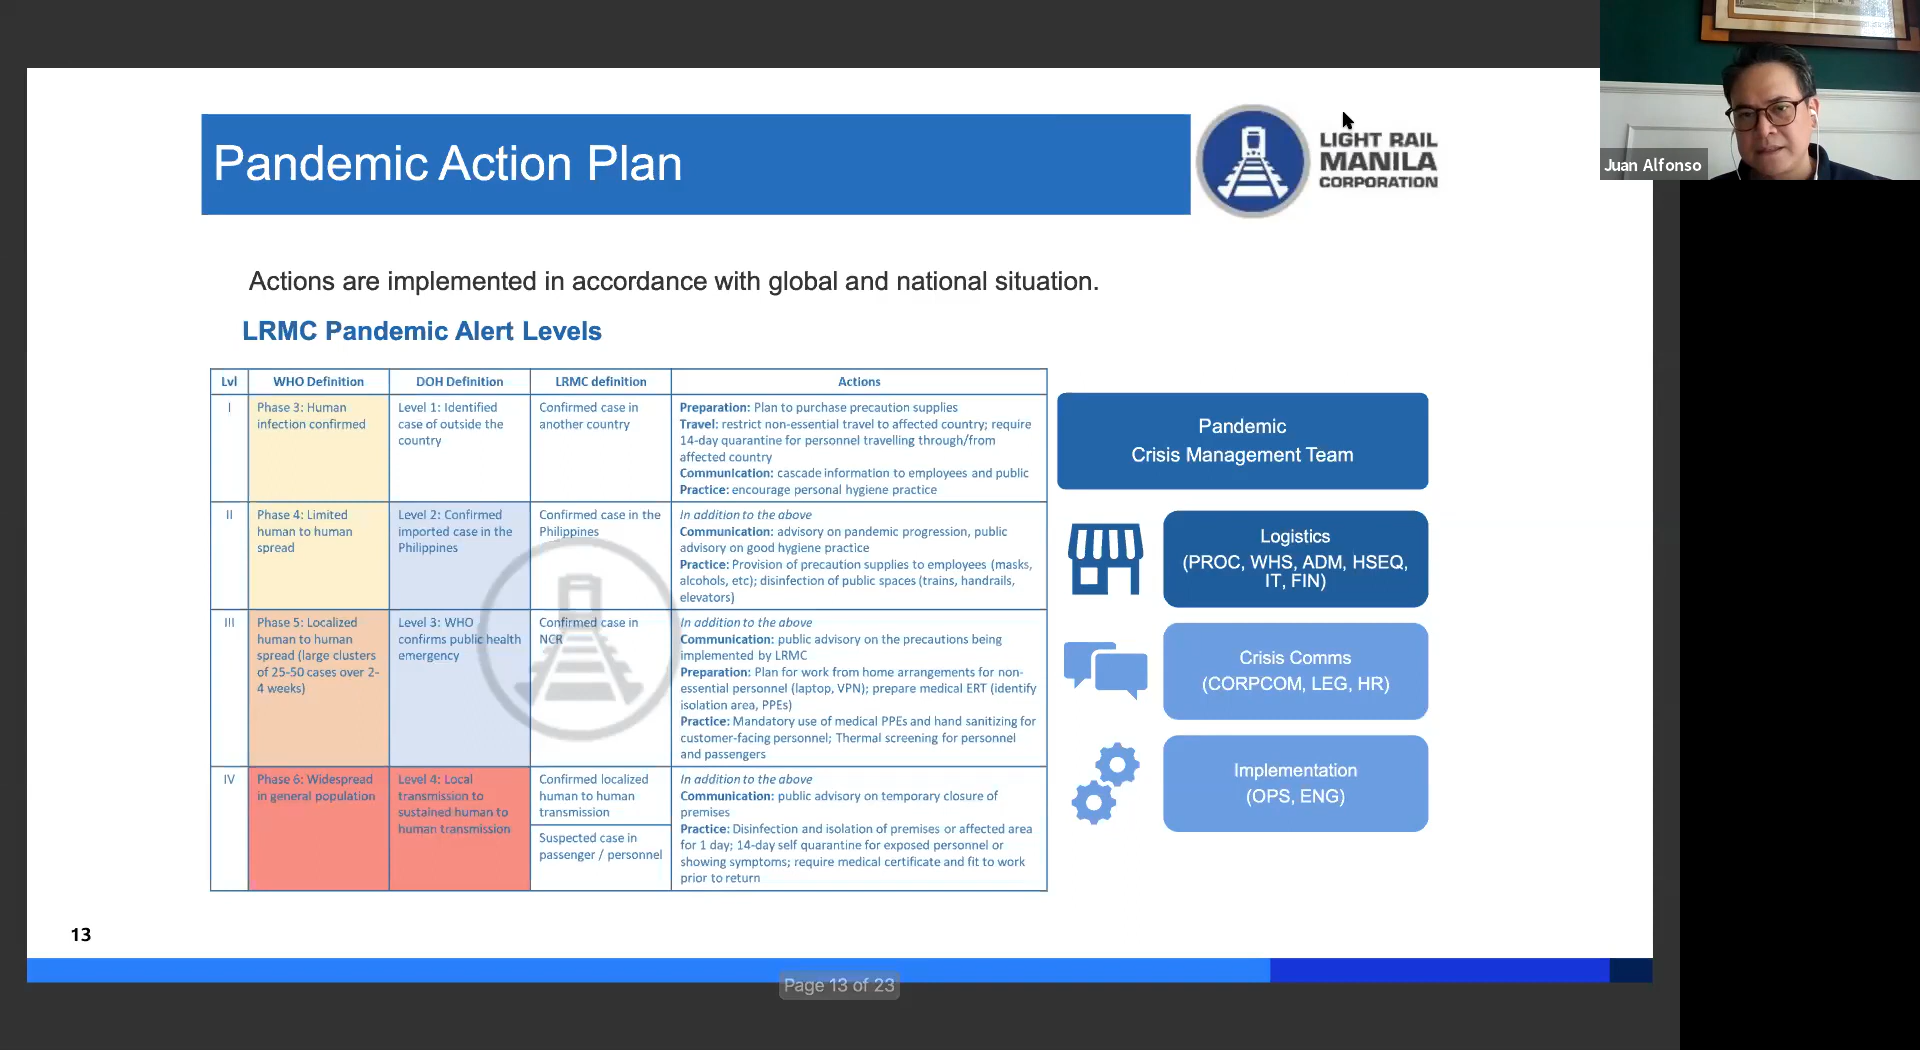 Pandemic Action Plan
LIGHT RAIL
MANILA
CORPORATION
Juan Alfonso
Actions are implemented in accordance with global and national situation.
LRMC Pandemic Alert Levels
Lvl WHO Definition DOH Definition LRMC definition Actions
I
Phase 3: Human
infection confirmed
Level 1: Identified
case of outside the
country
Confirmed case in
another country
Preparation: Plan to purchase precaution supplies
Travel: restrict non-essential travel to affected country; require
14-day quarantine for personnel travelling through/from
affected country
Communication: cascade information to employees and public
Practice: encourage personal hygiene practice
II
Phase 4: Limited
human to human
spread
Level 2: Confirmed
imported case in the
Philippines
Confirmed case in the
Philippines
In addition to the above
Communication: advisory on pandemic progression, public
advisory on good hygiene practice
Practice: Provision of precaution supplies to employees (masks,
alcohols, etc); disinfection of public spaces (trains, handrails,
elevators)
III
Phase 5: Localized
human to human
spread (large clusters
of 25-50 cases over 2-
4 weeks)
Level 3: WHO
confirms public health
emergency
Confirmed case in
NCR
In addition to the above
Communication: public advisory on the precautions being
implemented by LRMC
Preparation: Plan for work from home arrangements for non-
essential personnel (laptop, VPN); prepare medical ERT (identify
isolation area, PPEs)
Practice: Mandatory use of medical PPEs and hand sanitizing for
customer-facing personnel; Thermal screening for personnel
and passengers
IV
Phase 6: Widespread
in general population
Level 4: Local
transmission to
sustained human to
human transmission
Confirmed localized
human to human
transmission
Suspected case in
passenger / personnel
In addition to the above
Communication: public advisory on temporary closure of
premises
Practice: Disinfection and isolation of premises or affected area
for 1 day; 14-day self quarantine for exposed personnel or
showing symptoms; require medical certificate and fit to work
prior to return
Pandemic
Crisis Management Team
Logistics
(PROC, WHS, ADM, HSEQ,
IT, FIN)
Crisis Comms
(CORPCOM, LEG, HR)
Implementation
(OPS, ENG)
13
Page 13 of 23